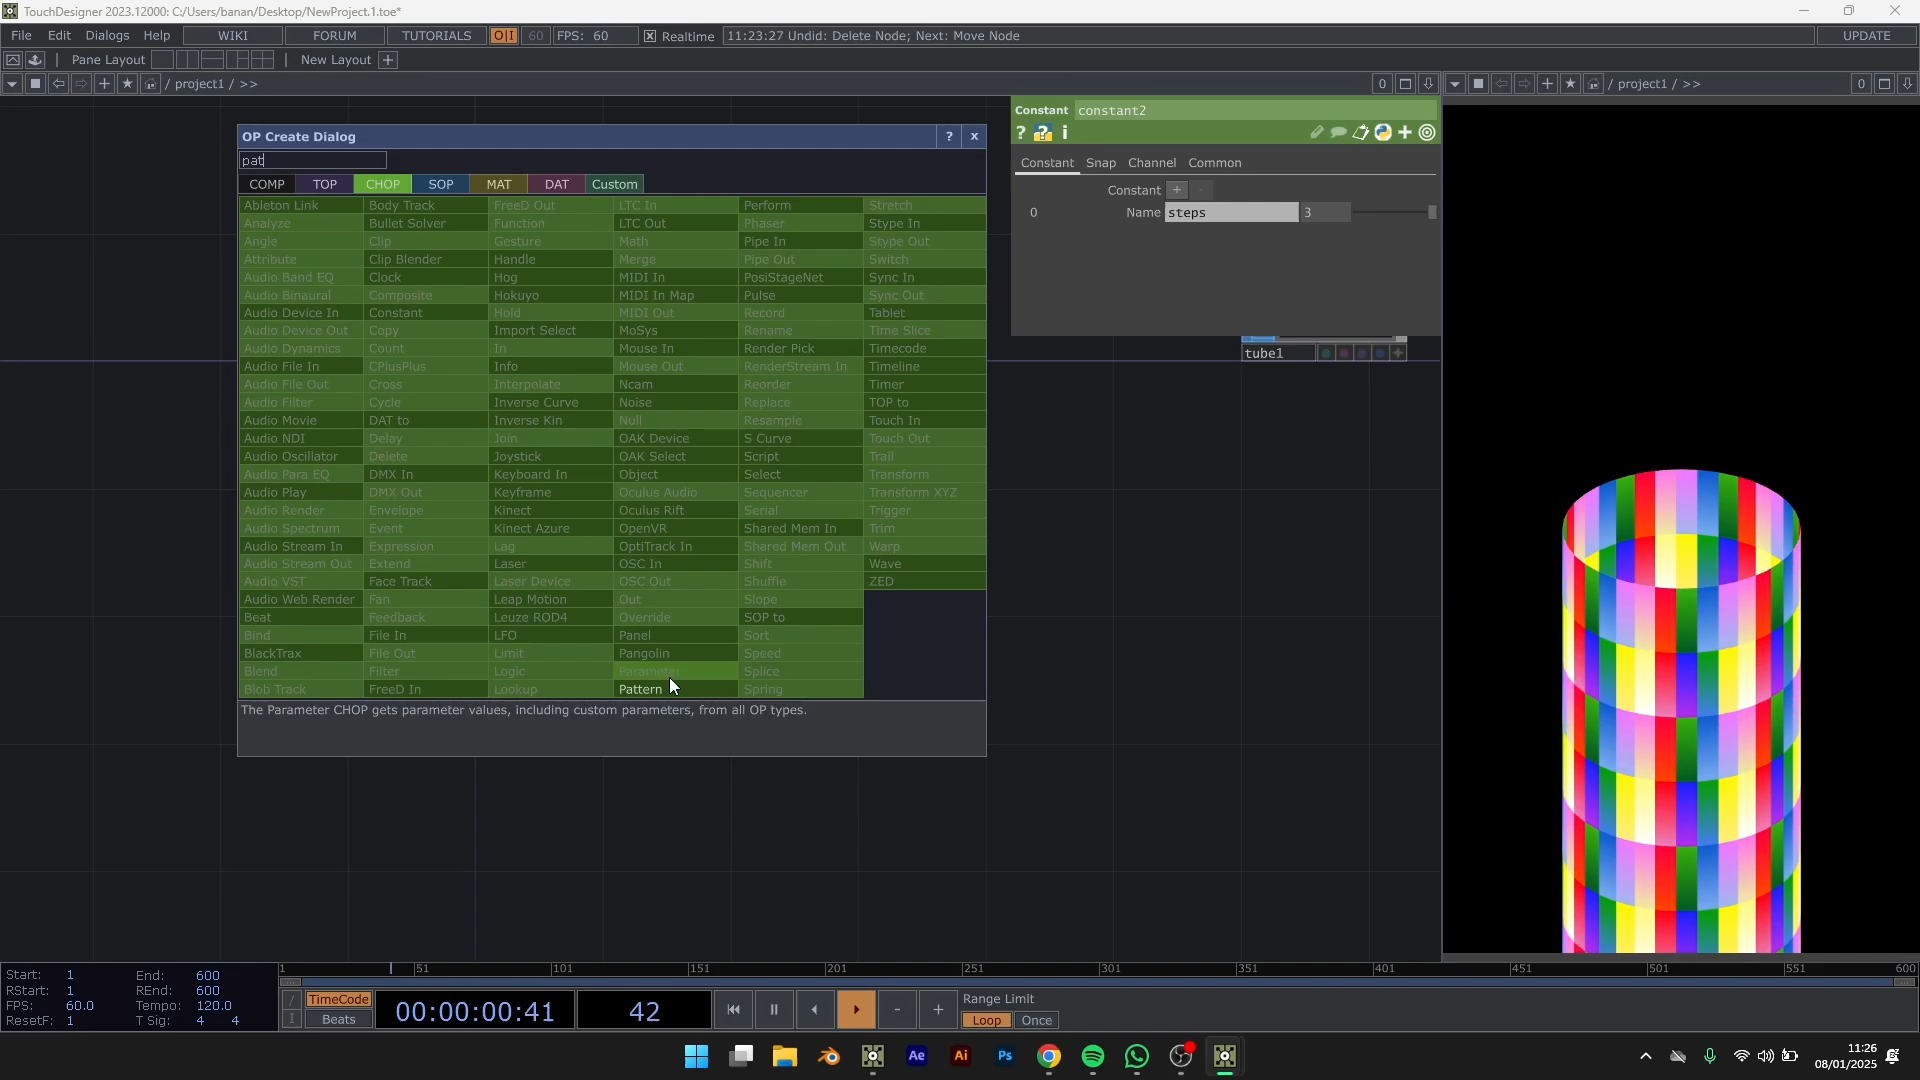 TouchDesigner 2023.12000: C:/Users/banan/Desktop/NewProject.1.toe*
File Edit Dialogs Help WIKI FORUM TUTORIALS O|I 60 FPS: 60 Realtime 11:23:27 Undid: Delete Node; Next: Move Node UPDATE
Pane Layout New Layout +
/ project1 / >> 0 / project1 / >> 0
OP Create Dialog ? x
pat
COMP TOP CHOP SOP MAT DAT Custom
Ableton Link Body Track FreeD Out LTC In Perform Stretch
Analyze Bullet Solver Function LTC Out Phaser Stype In
Angle Clip Gesture Math Pipe In Stype Out
Attribute Clip Blender Handle Merge Pipe Out Switch
Audio Band EQ Clock Hog MIDI In PosiStageNet Sync In
Audio Binaural Composite Hokuyo MIDI In Map Pulse Sync Out
Audio Device In Constant Hold MIDI Out Record Tablet
Audio Device Out Copy Import Select MoSys Rename Time Slice
Audio Dynamics Count In Mouse In Render Pick Timecode
Audio File In CPlusPlus Info Mouse Out RenderStream In Timeline
Audio File Out Cross Interpolate Ncam Reorder Timer
Audio Filter Cycle Inverse Curve Noise Replace TOP to
Audio Movie DAT to Inverse Kin Null Resample Touch In
Audio NDI Delay Join OAK Device S Curve Touch Out
Audio Oscillator Delete Joystick OAK Select Script Trail
Audio Para EQ DMX In Keyboard In Object Select Transform
Audio Play DMX Out Keyframe Oculus Audio Sequencer Transform XYZ
Audio Render Envelope Kinect Oculus Rift Serial Trigger
Audio Spectrum Event Kinect Azure OpenVR Shared Mem In Trim
Audio Stream In Expression Lag OptiTrack In Shared Mem Out Warp
Audio Stream Out Extend Laser OSC In Shift Wave
Audio VST Face Track Laser Device OSC Out Shuffle ZED
Audio Web Render Fan Leap Motion Out Slope
Beat Feedback Leuze ROD4 Override SOP to
Bind File In LFO Panel Sort
BlackTrax File Out Limit Pangolin Speed
Blend Filter Logic Parameter Splice
Blob Track FreeD In Lookup Pattern Spring
The Parameter CHOP gets parameter values, including custom parameters, from all OP types.
Constant constant2
? ? i
Constant Snap Channel Common
Constant + -
0 Name steps 3
tube1
Start: 1 End: 600
RStart: 1 REnd: 600
FPS: 60.0 Tempo: 120.0
ResetF: 1 T Sig: 4 4
1 51 101 151 201 251 301 351 401 451 501 551 600
TimeCode
Beats
00:00:00:41 42
- +
Range Limit
Loop Once
Ae Ai Ps
11:26
08/01/2025